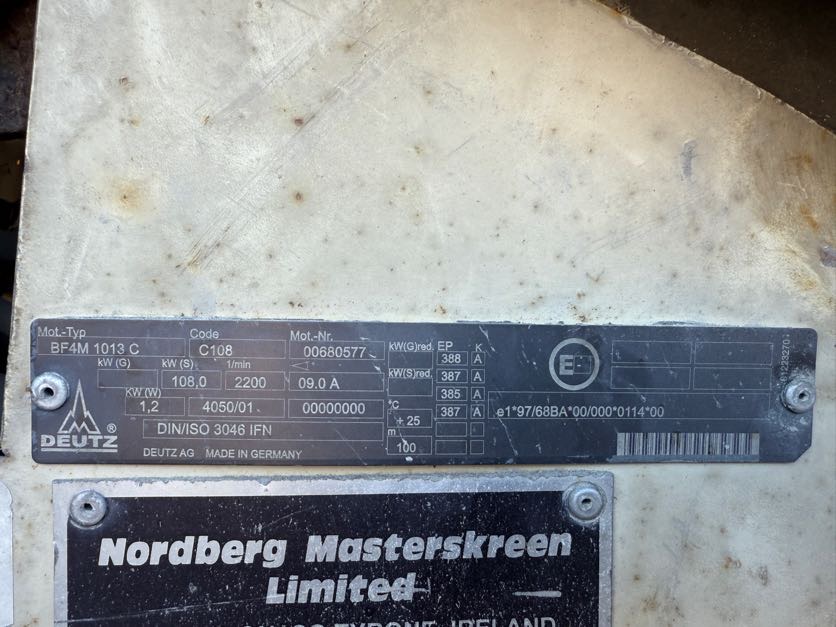 Mot.-Typ Code Mot.-Nr.
BF4M 1013 C C108 00680577
kW (G) kW (S) 1/min
108,0 2200 09.0 A
KW (W)
1,2 4050/01 00000000
DIN/ISO 3046 IFN
DEUTZ AG MADE IN GERMANY
DEUTZ ®
kW(G)red. EP K
388 A
kW(S)red. 387 A
385 A
°C 387 A
+ 25
m
100
E
e1*97/68BA*00/000*0114*00
Nordberg Masterskreen
Limited
TYRONE, IRELAND